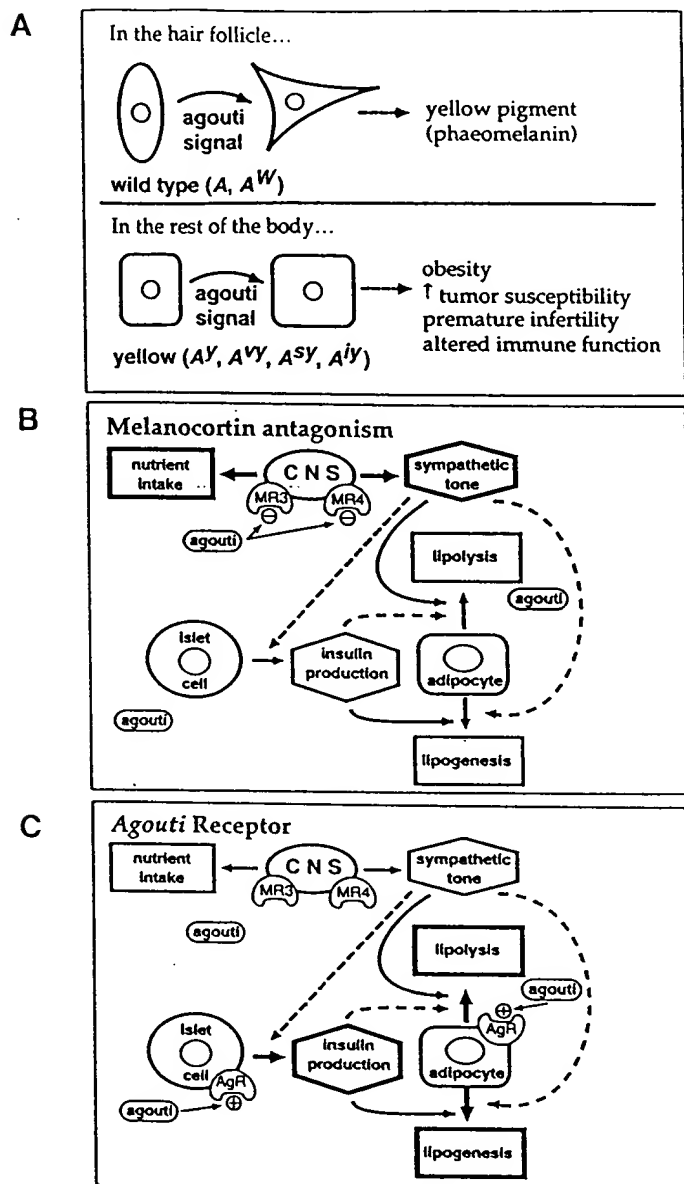 A
In the hair follicle...
agouti
signal
yellow pigment
(phaeomelanin)
wild type (A, A^W)
In the rest of the body...
agouti
signal
obesity
↑ tumor susceptibility
premature infertility
altered immune function
yellow (A^y, A^vy, A^sy, A^iy)
B
Melanocortin antagonism
nutrient
intake
CNS
sympathetic
tone
MR3
MR4
⊖
⊖
agouti
lipolysis
agouti
islet
cell
insulin
production
adipocyte
agouti
lipogenesis
C
Agouti Receptor
nutrient
intake
CNS
sympathetic
tone
MR3
MR4
agouti
lipolysis
agouti
⊕
AgR
islet
cell
insulin
production
adipocyte
AgR
agouti
⊕
lipogenesis